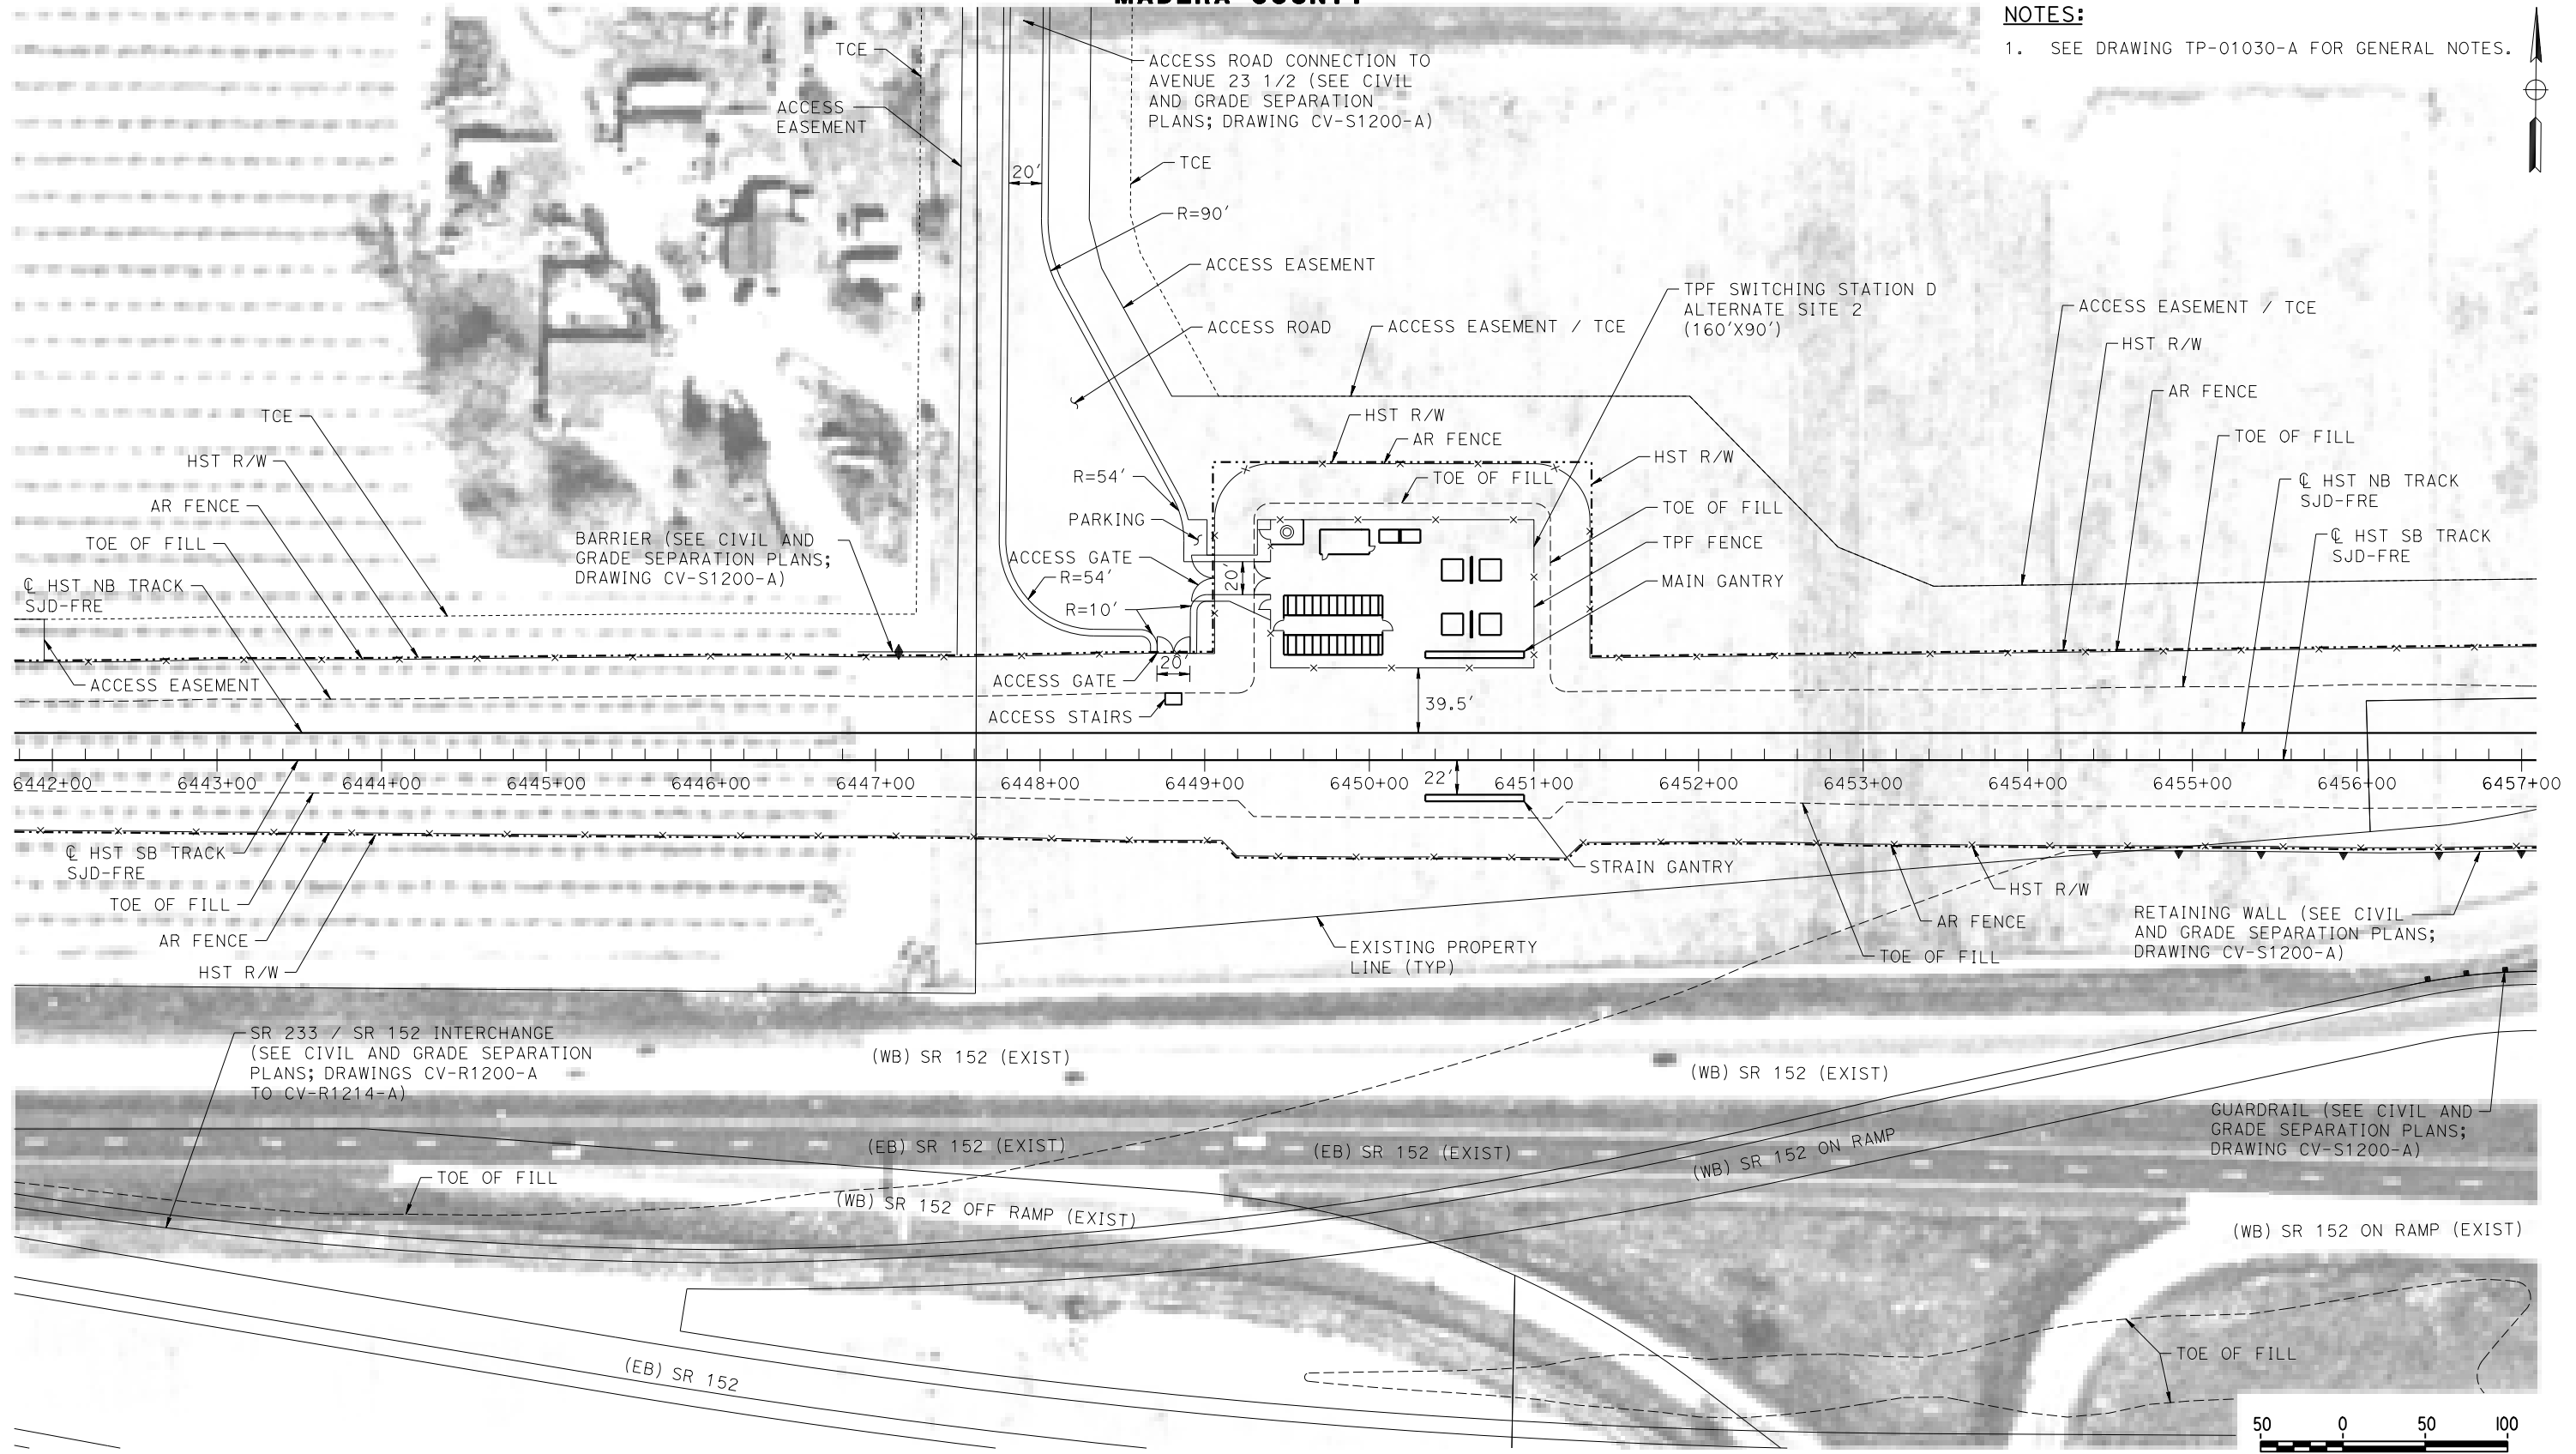 MADERA COUNTY
NOTES:
1. SEE DRAWING TP-01030-A FOR GENERAL NOTES.
TCE
ACCESS
EASEMENT
ACCESS ROAD CONNECTION TO
AVENUE 23 1/2 (SEE CIVIL
AND GRADE SEPARATION
PLANS; DRAWING CV-S1200-A)
TCE
20'
R=90'
ACCESS EASEMENT
ACCESS ROAD
ACCESS EASEMENT / TCE
TPF SWITCHING STATION D
ALTERNATE SITE 2
(160'X90')
ACCESS EASEMENT / TCE
HST R/W
AR FENCE
TOE OF FILL
℄ HST NB TRACK
SJD-FRE
℄ HST SB TRACK
SJD-FRE
TCE
HST R/W
AR FENCE
TOE OF FILL
℄ HST NB TRACK
SJD-FRE
BARRIER (SEE CIVIL AND
GRADE SEPARATION PLANS;
DRAWING CV-S1200-A)
HST R/W
AR FENCE
HST R/W
TOE OF FILL
R=54'
PARKING
ACCESS GATE
R=54'
R=10'
20'
TOE OF FILL
TPF FENCE
MAIN GANTRY
ACCESS EASEMENT
ACCESS GATE
20'
ACCESS STAIRS
39.5'
22'
6442+00
6443+00
6444+00
6445+00
6446+00
6447+00
6448+00
6449+00
6450+00
6451+00
6452+00
6453+00
6454+00
6455+00
6456+00
6457+00
℄ HST SB TRACK
SJD-FRE
TOE OF FILL
AR FENCE
HST R/W
STRAIN GANTRY
HST R/W
AR FENCE
TOE OF FILL
RETAINING WALL (SEE CIVIL
AND GRADE SEPARATION PLANS;
DRAWING CV-S1200-A)
EXISTING PROPERTY
LINE (TYP)
SR 233 / SR 152 INTERCHANGE
(SEE CIVIL AND GRADE SEPARATION
PLANS; DRAWINGS CV-R1200-A
TO CV-R1214-A)
(WB) SR 152 (EXIST)
(WB) SR 152 (EXIST)
GUARDRAIL (SEE CIVIL AND
GRADE SEPARATION PLANS;
DRAWING CV-S1200-A)
(EB) SR 152 (EXIST)
(EB) SR 152 (EXIST)
(WB) SR 152 ON RAMP
TOE OF FILL
(WB) SR 152 OFF RAMP (EXIST)
(WB) SR 152 ON RAMP (EXIST)
TOE OF FILL
(EB) SR 152
50 0 50 100